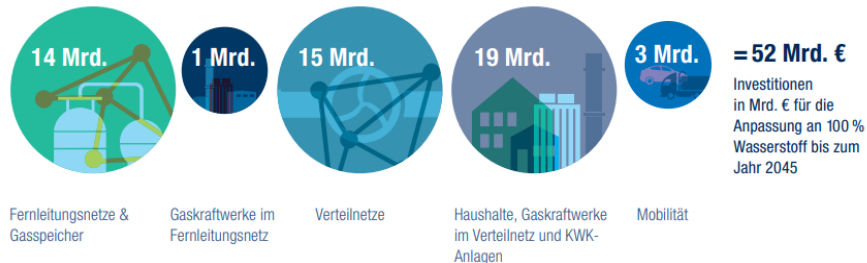 14 Mrd.
1 Mrd.
15 Mrd.
19 Mrd.
3 Mrd.
= 52 Mrd. €
Investitionen
in Mrd. € für die
Anpassung an 100 %
Wasserstoff bis zum
Jahr 2045
Fernleitungsnetze &
Gasspeicher
Gaskraftwerke im
Fernleitungsnetz
Verteilnetze
Haushalte, Gaskraftwerke
im Verteilnetz und KWK-
Anlagen
Mobilität